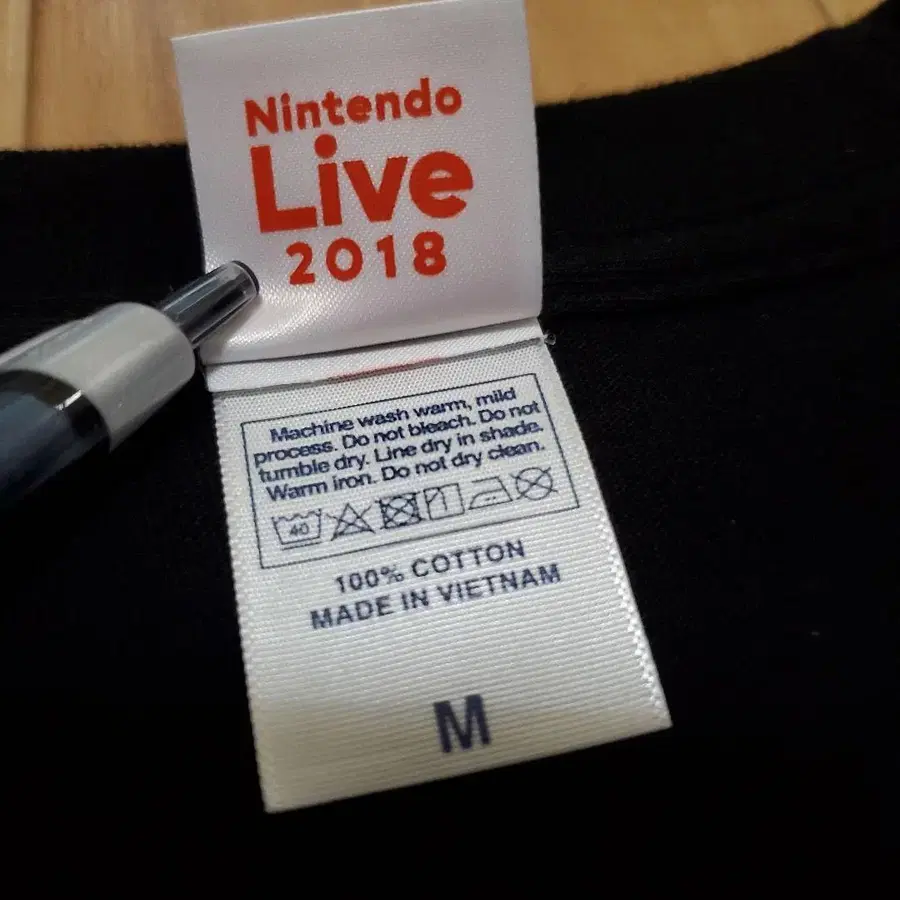 Nintendo
Live
2018
Machine wash warm, mild
process. Do not bleach. Do not
tumble dry. Line dry in shade.
Warm iron. Do not dry clean.
40
100% COTTON
MADE IN VIETNAM
M